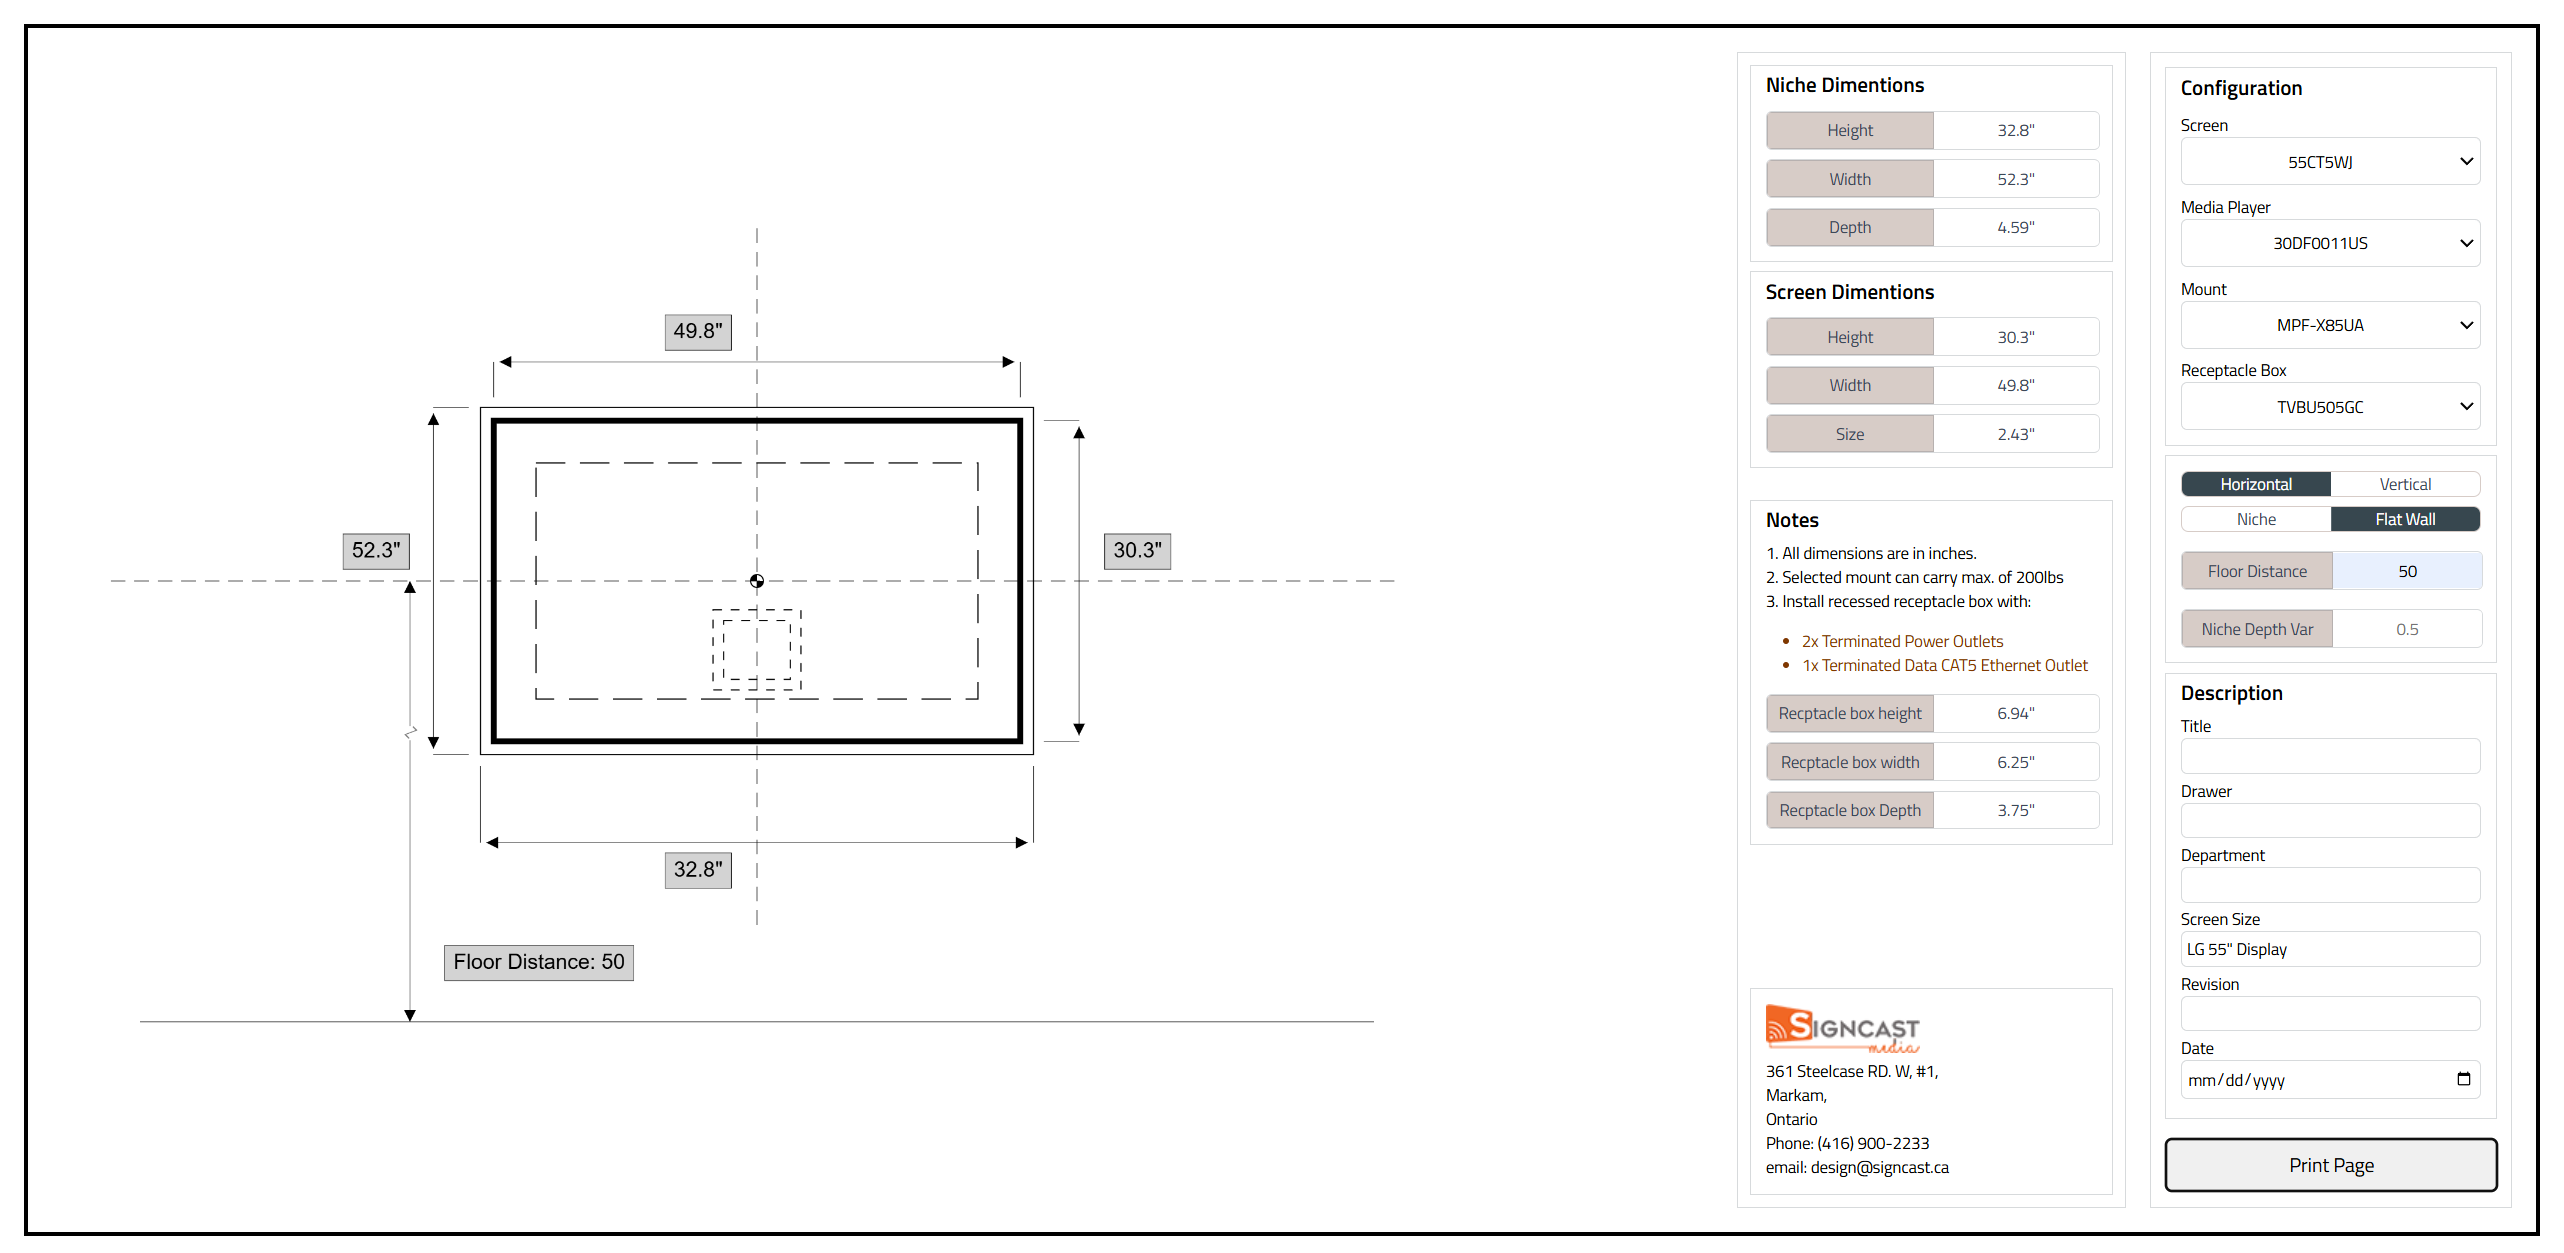 49.8"
52.3"
30.3"
32.8"
Floor Distance: 50
Niche Dimentions
Height 32.8"
Width 52.3"
Depth 4.59"
Screen Dimentions
Height 30.3"
Width 49.8"
Size 2.43"
Notes
1. All dimensions are in inches.
2. Selected mount can carry max. of 200lbs
3. Install recessed receptacle box with:
• 2x Terminated Power Outlets
• 1x Terminated Data CAT5 Ethernet Outlet
Recptacle box height 6.94"
Recptacle box width 6.25"
Recptacle box Depth 3.75"
SIGNCAST
media
361 Steelcase RD. W, #1,
Markam,
Ontario
Phone: (416) 900-2233
email: design@signcast.ca
Configuration
Screen
55CT5WJ
Media Player
30DF0011US
Mount
MPF-X85UA
Receptacle Box
TVBU505GC
Horizontal Vertical
Niche Flat Wall
Floor Distance 50
Niche Depth Var 0.5
Description
Title
Drawer
Department
Screen Size
LG 55" Display
Revision
Date
mm/dd/yyyy
Print Page